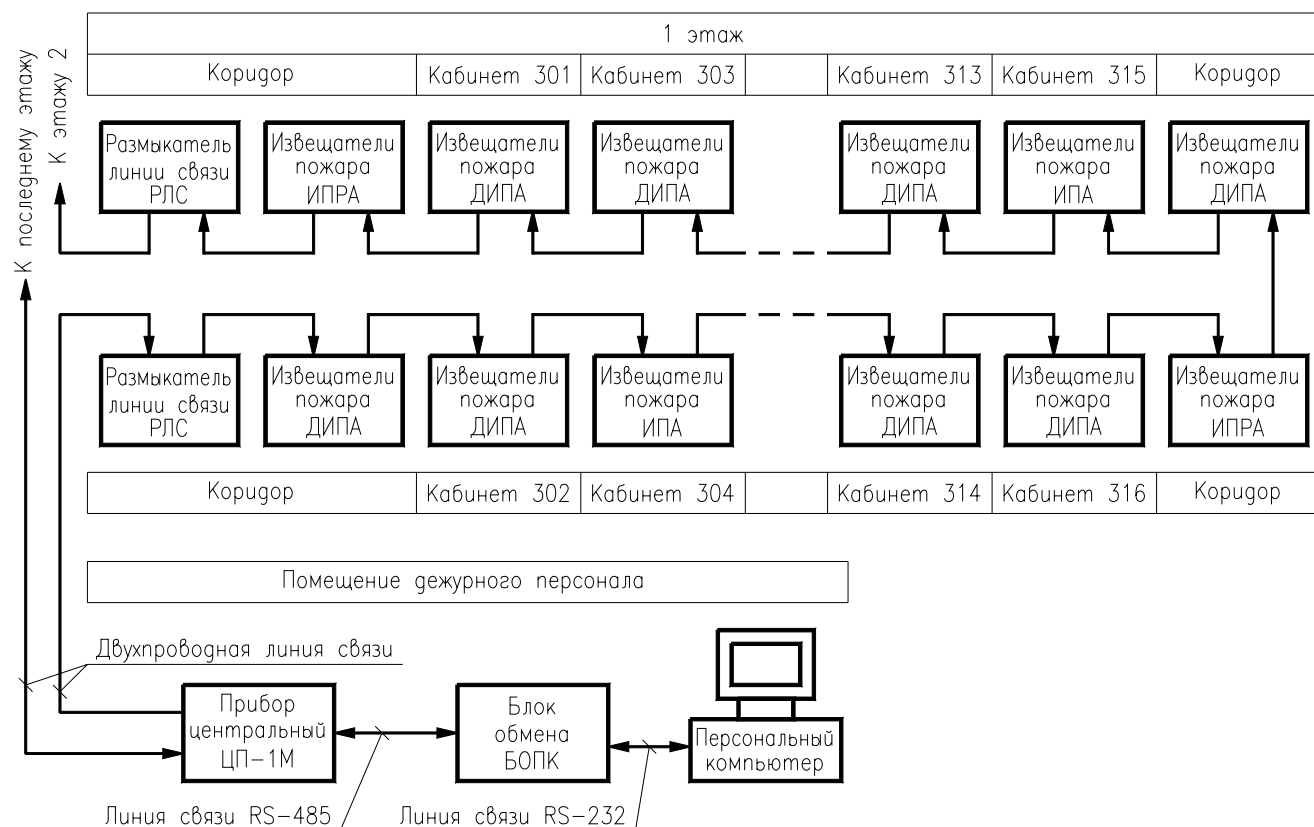 К последнему этажу
К этажу 2
1 этаж
Коридор
Кабинет 301
Кабинет 303
Кабинет 313
Кабинет 315
Коридор
Размыкатель
линии связи
РЛС
Извещатели
пожара
ИПРА
Извещатели
пожара
ДИПА
Извещатели
пожара
ДИПА
Извещатели
пожара
ДИПА
Извещатели
пожара
ИПА
Извещатели
пожара
ДИПА
Размыкатель
линии связи
РЛС
Извещатели
пожара
ДИПА
Извещатели
пожара
ДИПА
Извещатели
пожара
ИПА
Извещатели
пожара
ДИПА
Извещатели
пожара
ДИПА
Извещатели
пожара
ИПРА
Коридор
Кабинет 302
Кабинет 304
Кабинет 314
Кабинет 316
Коридор
Помещение дежурного персонала
Двухпроводная линия связи
Прибор
центральный
ЦП-1М
Блок
обмена
БОПК
Персональный
компьютер
Линия связи RS-485
Линия связи RS-232